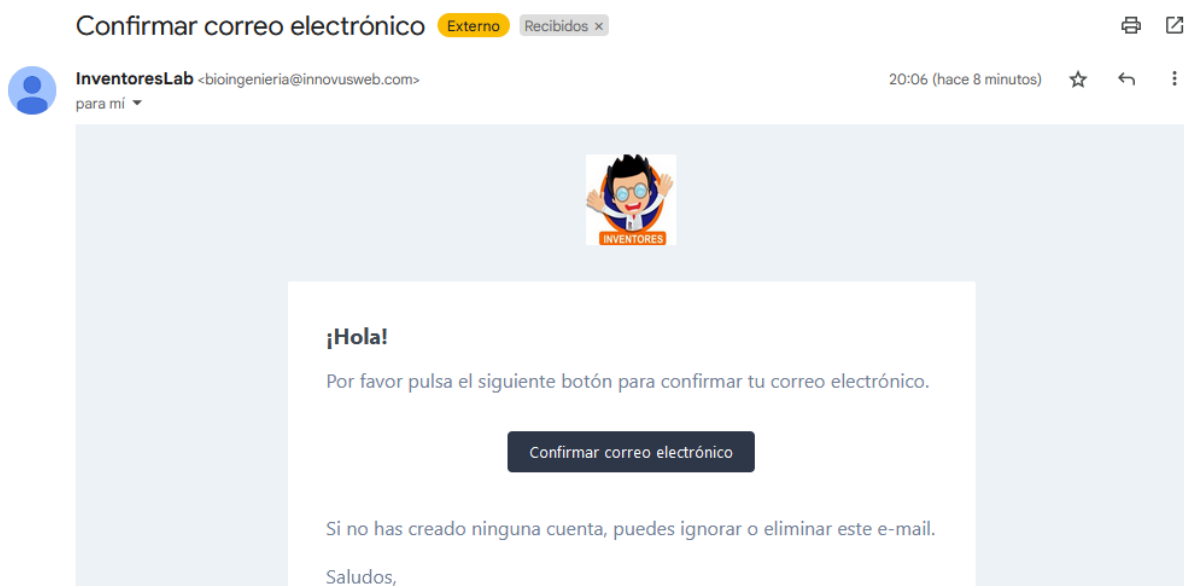 Confirmar correo electrónico Externo Recibidos ×
InventoresLab <bioingenieria@innovusweb.com> 20:06 (hace 8 minutos)
para mí
INVENTORES
¡Hola!
Por favor pulsa el siguiente botón para confirmar tu correo electrónico.
Confirmar correo electrónico
Si no has creado ninguna cuenta, puedes ignorar o eliminar este e-mail.
Saludos,